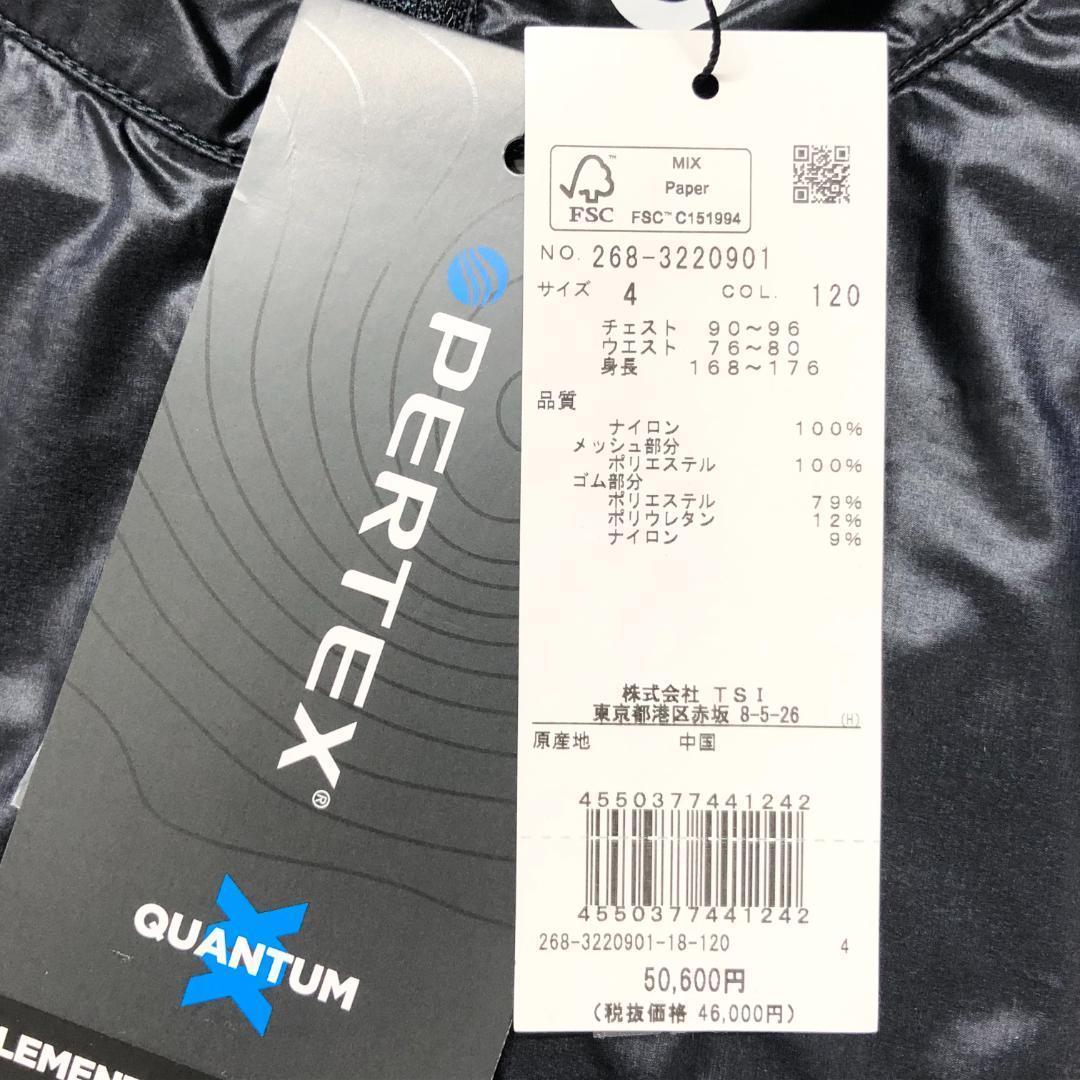 PERTEX®
QUANTUM
LEMENT
FSC™
MIX
Paper
FSC™ C151994
NO. 268-3220901
サイズ 4 COL. 120
チェスト 90～96
ウエスト 76～80
身長 168～176
品質
ナイロン 100%
メッシュ部分
ポリエステル 100%
ゴム部分
ポリエステル 79%
ポリウレタン 12%
ナイロン 9%
株式会社 TSI
東京都港区赤坂 8-5-26 (H)
原産地 中国
4550377441242
4550377441242
268-3220901-18-120 4
50,600円
(税抜価格 46,000円)